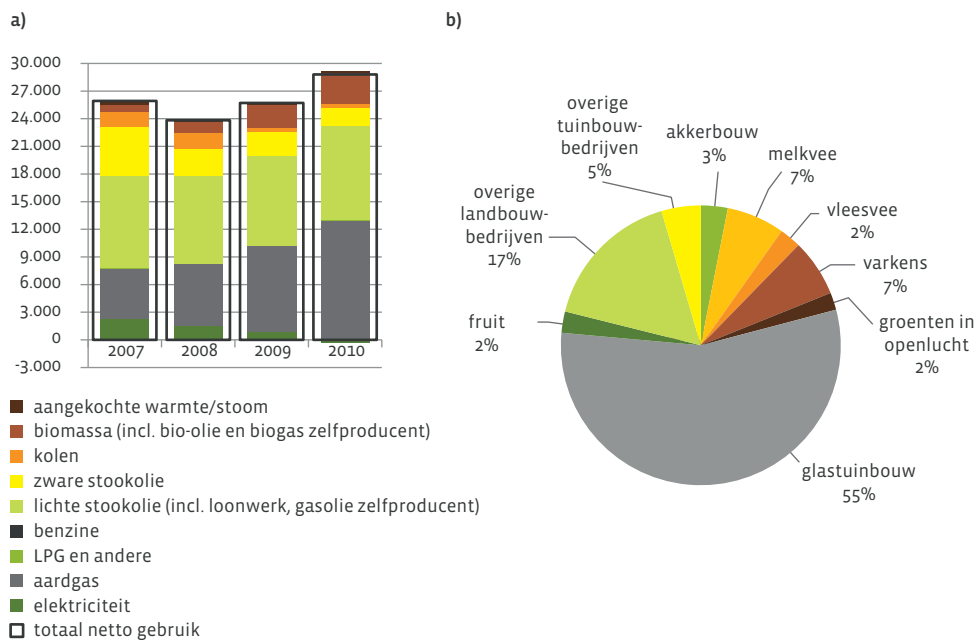 a)
30.000
27.000
24.000
21.000
18.000
15.000
12.000
9.000
6.000
3.000
0
-3.000
2007 2008 2009 2010
aangekochte warmte/stoom
biomassa (incl. bio-olie en biogas zelfproducent)
kolen
zware stookolie
lichte stookolie (incl. loonwerk, gasolie zelfproducent)
benzine
LPG en andere
aardgas
elektriciteit
totaal netto gebruik
b)
overige
tuinbouw-
bedrijven
5%
akkerbouw
3%
melkvee
7%
vleesvee
2%
varkens
7%
groenten in
openlucht
2%
glastuinbouw
55%
fruit
2%
overige
landbouw-
bedrijven
17%